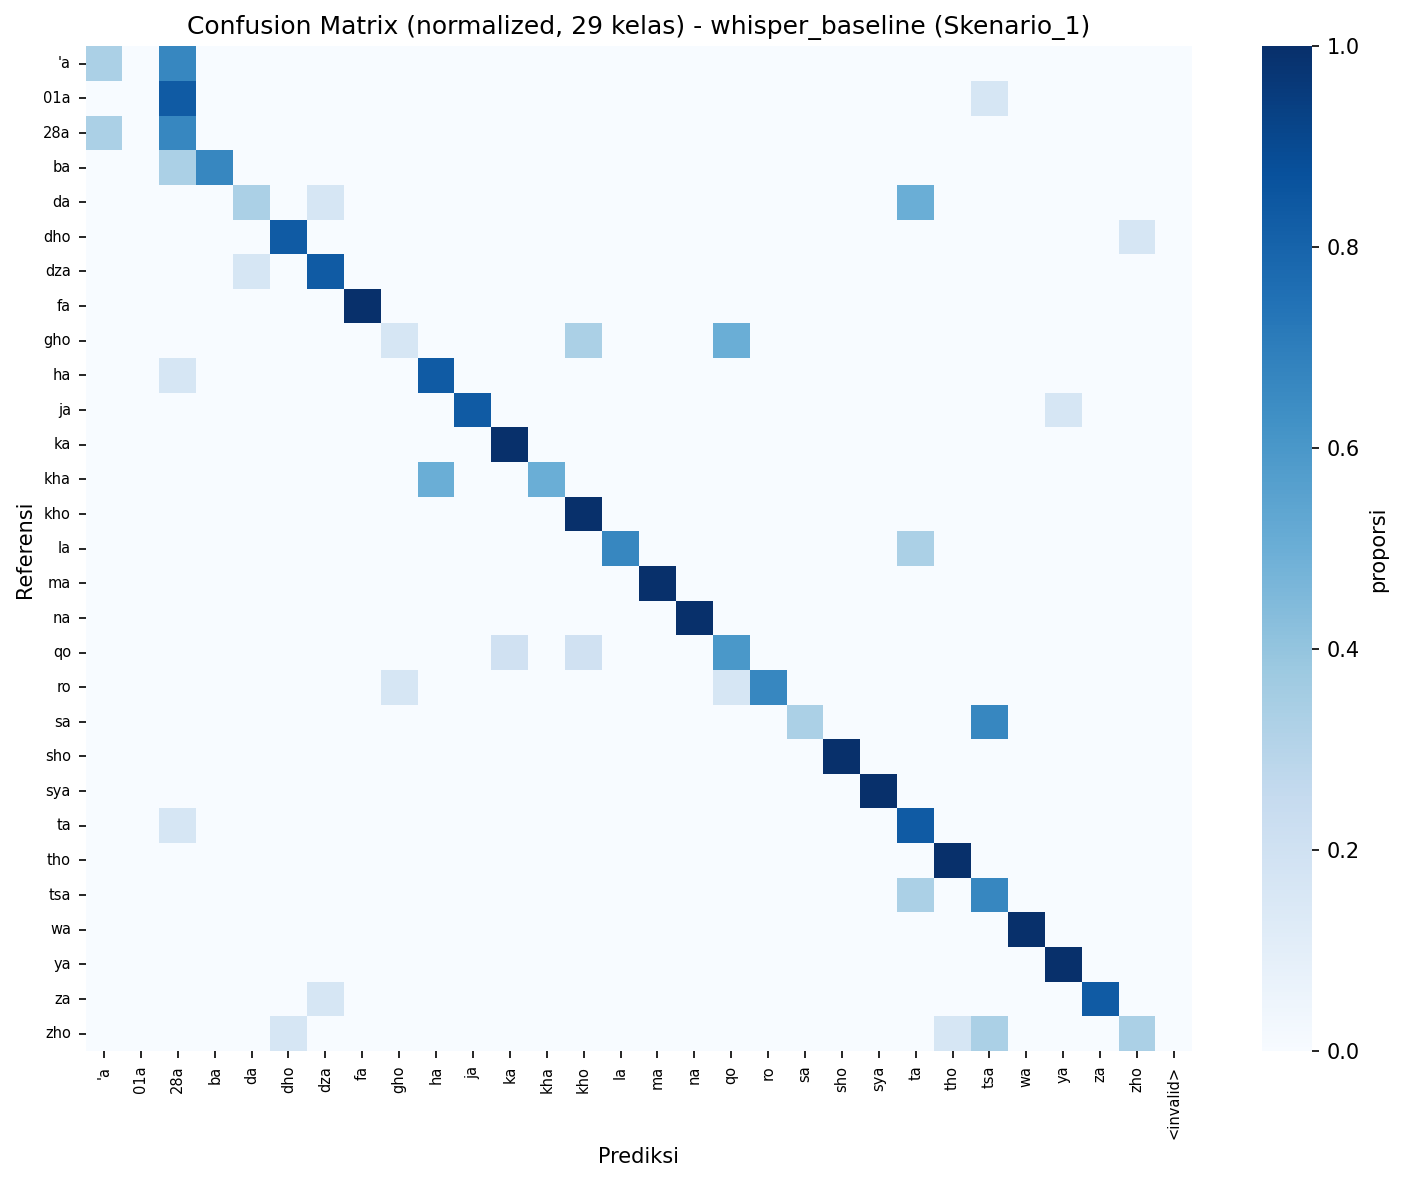 Confusion Matrix (normalized, 29 kelas) - whisper_baseline (Skenario_1)
Referensi
'a
01a
28a
ba
da
dho
dza
fa
gho
ha
ja
ka
kha
kho
la
ma
na
qo
ro
sa
sho
sya
ta
tho
tsa
wa
ya
za
zho
'a 01a 28a ba da dho dza fa gho ha ja ka kha kho la ma na qo ro sa sho sya ta tho tsa wa ya za zho <invalid>
Prediksi
1.0
0.8
0.6
0.4
0.2
0.0
proporsi